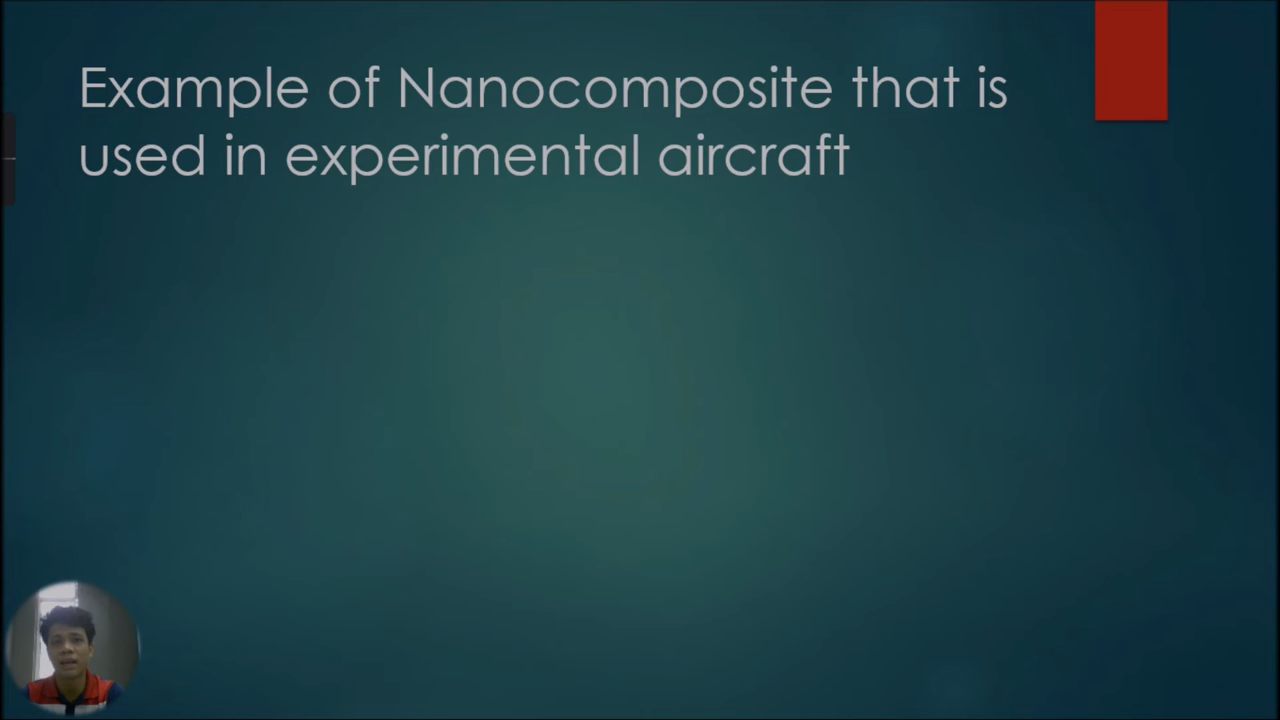 Example of Nanocomposite that is
used in experimental aircraft